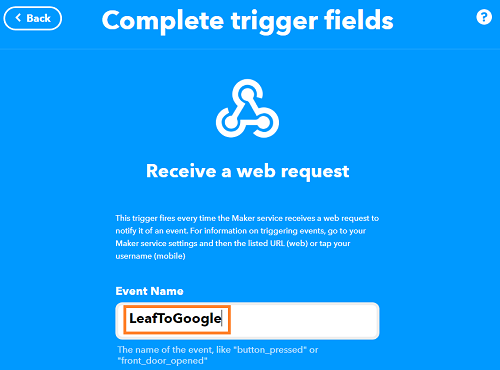 Back
Complete trigger fields
?
Receive a web request
This trigger fires every time the Maker service receives a web request to
notify it of an event. For information on triggering events, go to your
Maker service settings and then the listed URL (web) or tap your
username (mobile)
Event Name
LeafToGoogle
The name of the event, like "button_pressed" or
"front_door_opened"